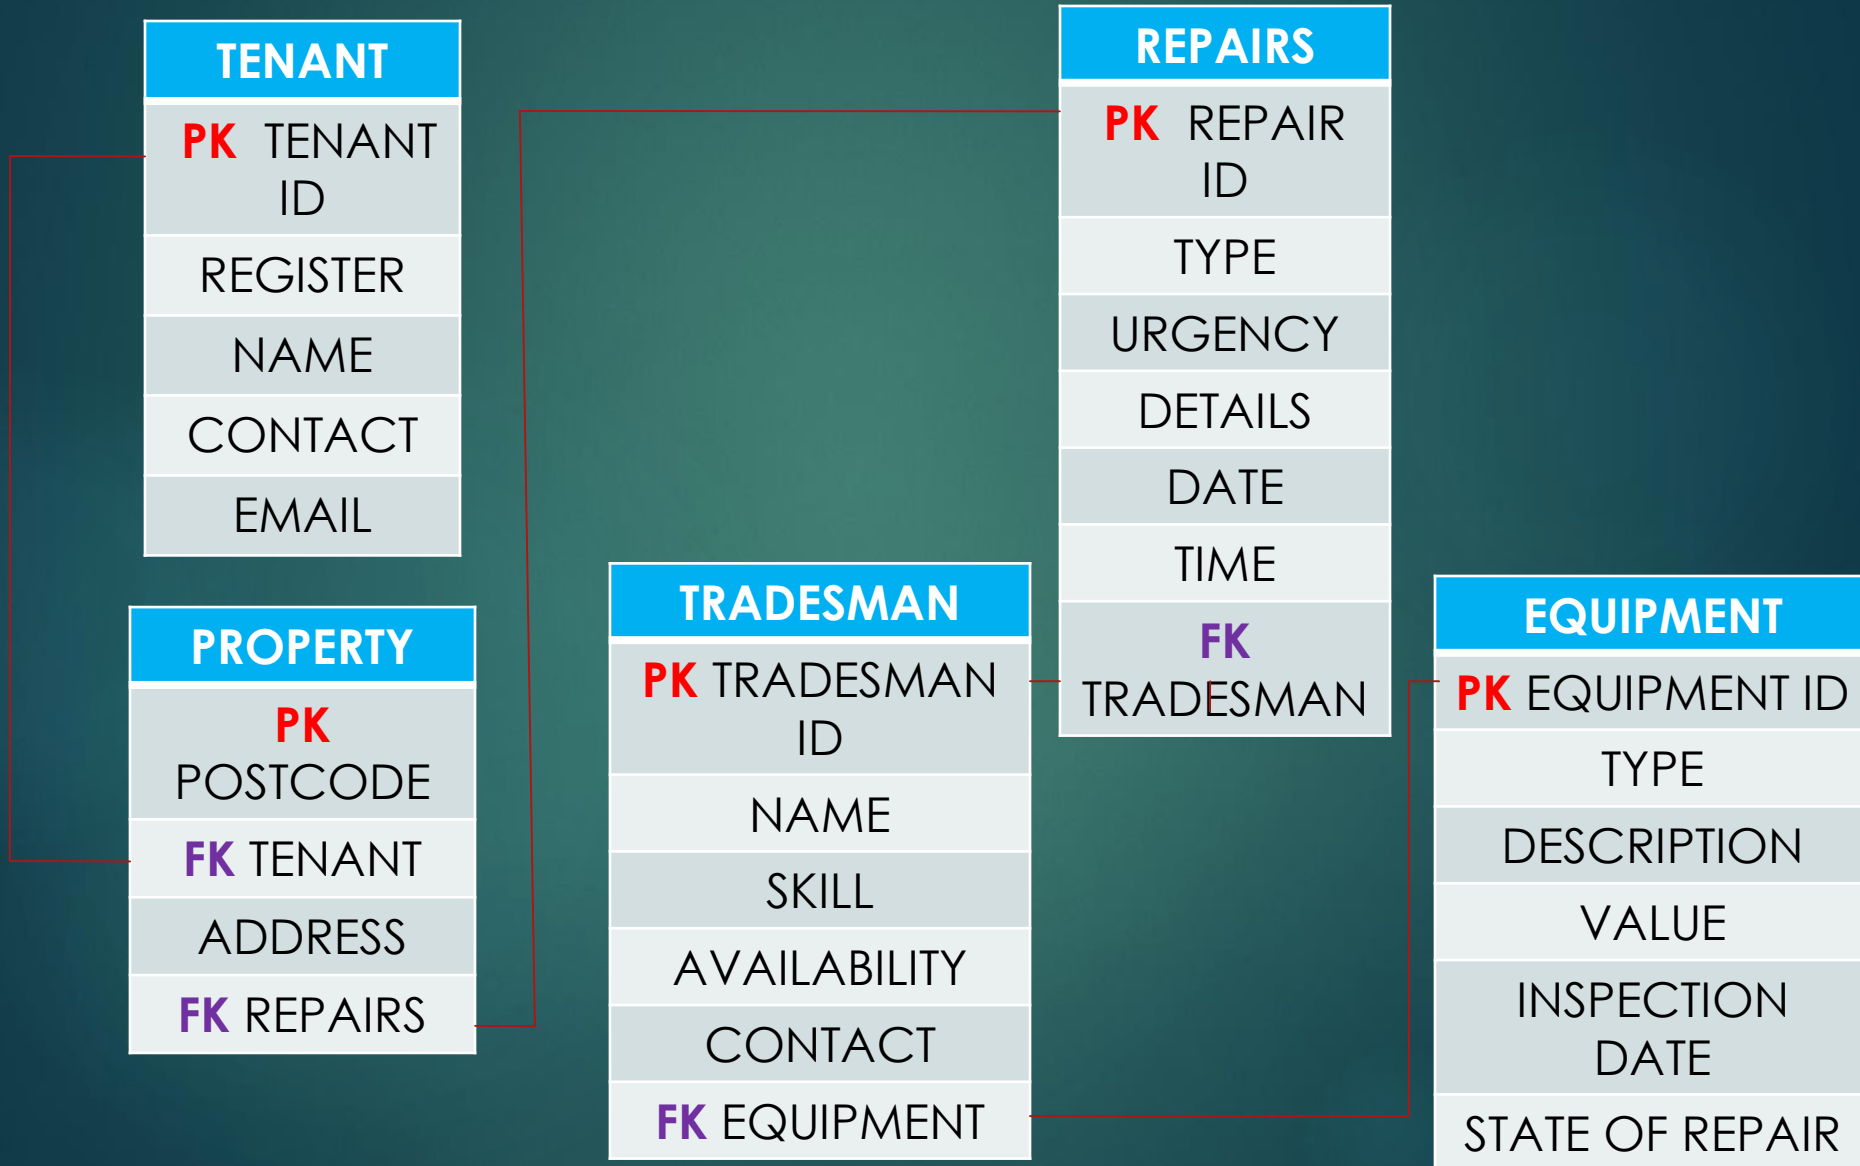 TENANT
PK TENANT
ID
REGISTER
NAME
CONTACT
EMAIL
PROPERTY
PK
POSTCODE
FK TENANT
ADDRESS
FK REPAIRS
TRADESMAN
PK TRADESMAN
ID
NAME
SKILL
AVAILABILITY
CONTACT
FK EQUIPMENT
REPAIRS
PK REPAIR
ID
TYPE
URGENCY
DETAILS
DATE
TIME
FK
TRADESMAN
EQUIPMENT
PK EQUIPMENT ID
TYPE
DESCRIPTION
VALUE
INSPECTION
DATE
STATE OF REPAIR